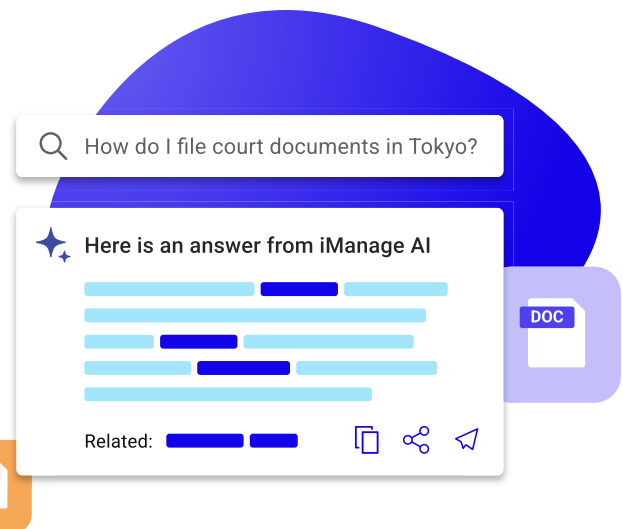 How do I file court documents in Tokyo?
Here is an answer from iManage AI
DOC
Related: